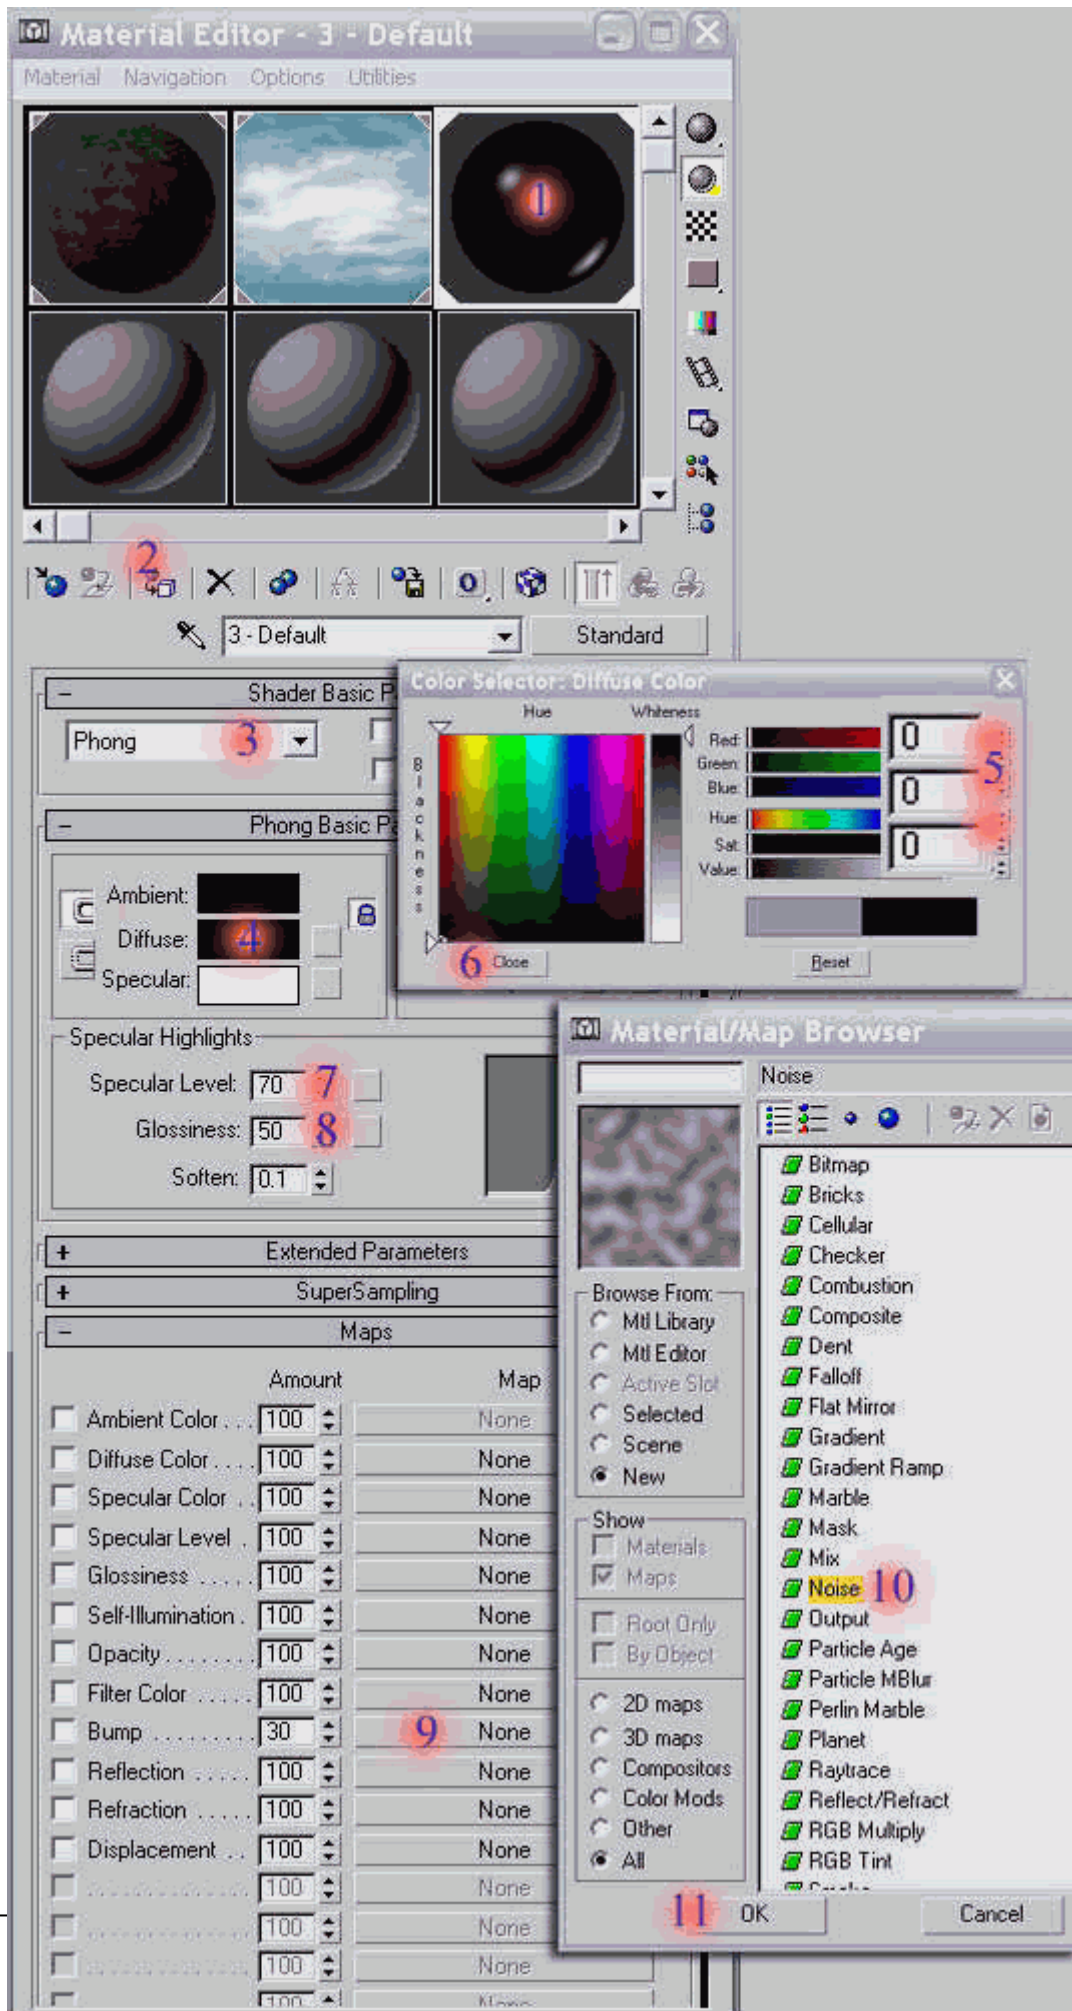 Material Editor - 3 - Default
Material Navigation Options Utilities
1
2
3 - Default
Standard
Shader Basic P
Phong
3
Phong Basic Pa
Ambient:
Diffuse:
4
Specular:
Color Selector: Diffuse Color
Hue
Whiteness
Blackness
Red:
0
Green:
5
Blue:
0
Hue:
Sat:
0
Value:
6
Close
Reset
Specular Highlights
Specular Level: 70
7
Glossiness: 50
8
Soften: 0.1
Extended Parameters
SuperSampling
Maps
Amount Map
Ambient Color . . . 100 None
Diffuse Color . . . . 100 None
Specular Color . . 100 None
Specular Level . 100 None
Glossiness . . . . . 100 None
Self-Illumination . 100 None
Opacity . . . . . . . . 100 None
Filter Color . . . . . 100 None
Bump . . . . . . . . . 30 9 None
Reflection . . . . . 100 None
Refraction . . . . . 100 None
Displacement . . 100 None
. . . . . . . . . . . . . . 100 None
. . . . . . . . . . . . . . 100 None
. . . . . . . . . . . . . . 100 None
100 None
Material/Map Browser
Noise
Browse From:
Mtl Library
Mtl Editor
Active Slot
Selected
Scene
New
Show
Materials
Maps
Root Only
By Object
2D maps
3D maps
Compositors
Color Mods
Other
All
Bitmap
Bricks
Cellular
Checker
Combustion
Composite
Dent
Falloff
Flat Mirror
Gradient
Gradient Ramp
Marble
Mask
Mix
Noise
10
Output
Particle Age
Particle MBlur
Perlin Marble
Planet
Raytrace
Reflect/Refract
RGB Multiply
RGB Tint
Smoke
11
OK
Cancel